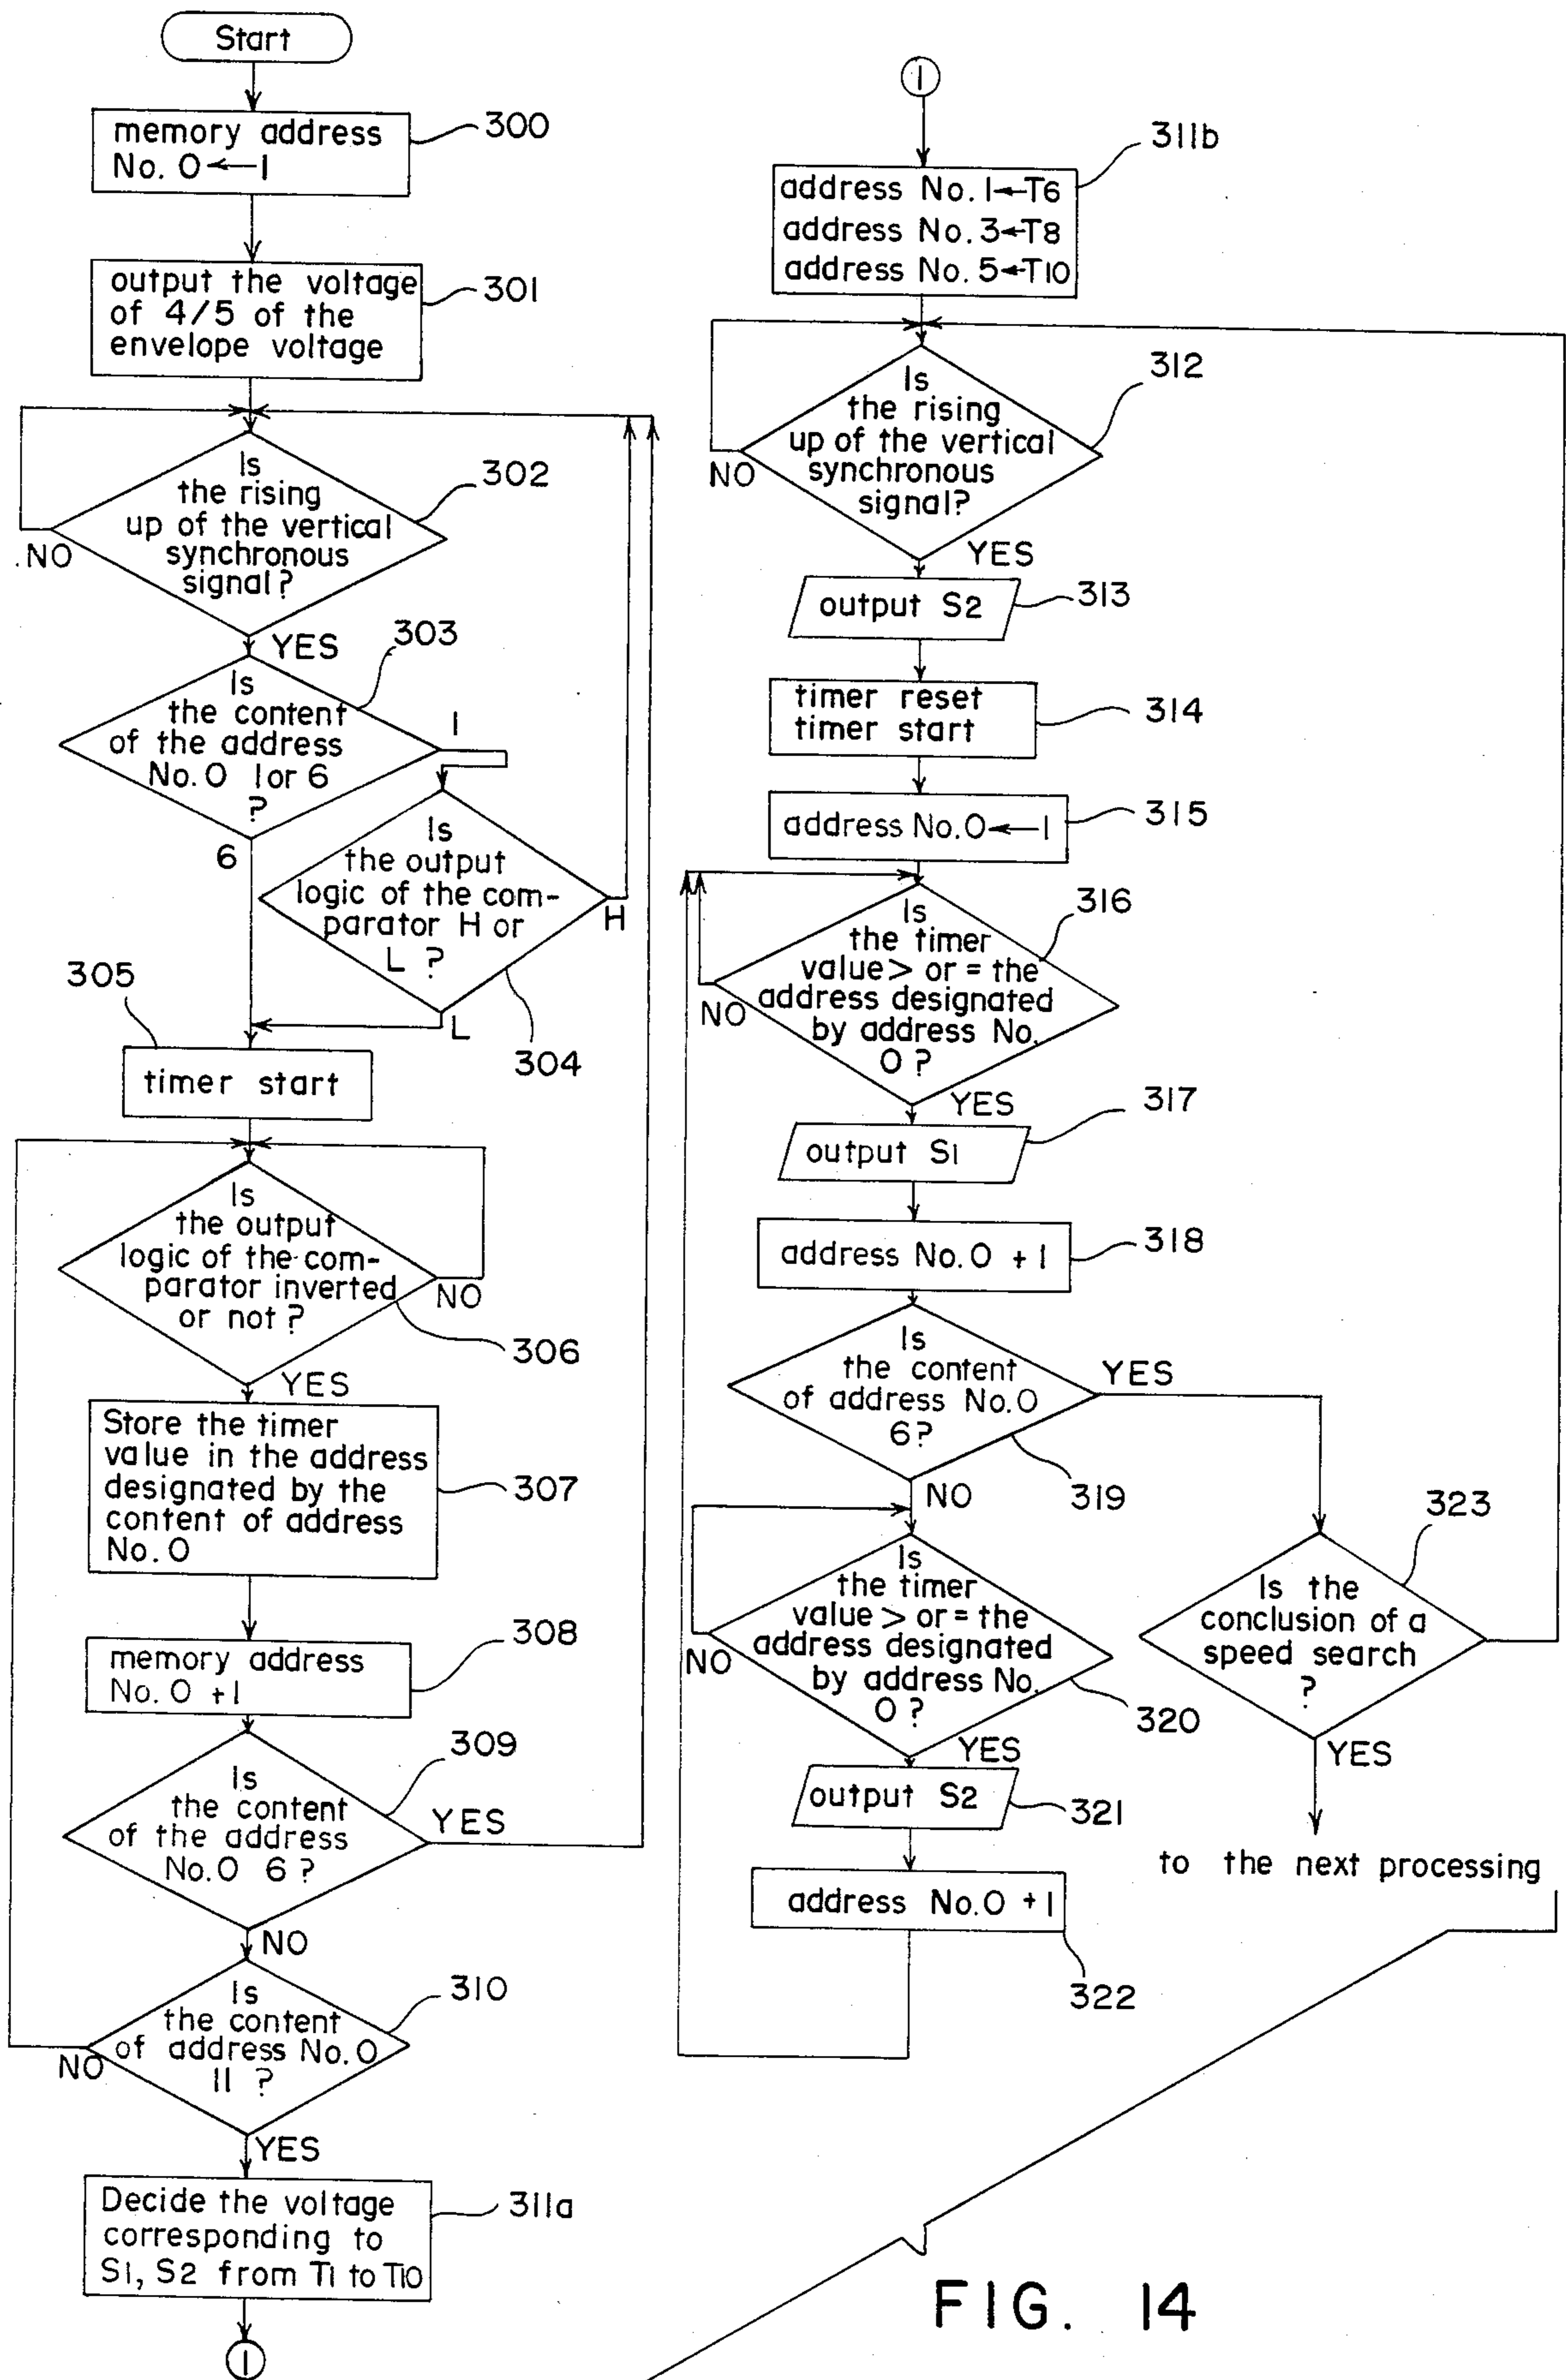 Start
memory address
No. 0←1
300
output the voltage
of 4/5 of the
envelope voltage
301
Is
the rising
up of the vertical
synchronous
signal?
302
NO
YES
Is
the content
of the address
No.0 1or 6
?
303
1
6
Is
the output
logic of the com-
parator H or
L ?
304
H
L
305
timer start
Is
the output
logic of the com-
parator inverted
or not?
306
NO
YES
Store the timer
value in the address
designated by the
content of address
No. 0
307
memory address
No. 0 +1
308
Is
the content
of the address
No.0 6?
309
YES
NO
Is
the content
of address No.0
11 ?
310
NO
YES
Decide the voltage
corresponding to
S1, S2 from T1 to T10
311a
1
1
address No.1←T6
address No.3←T8
address No.5←T10
311b
Is
the rising
up of the vertical
synchronous
signal?
312
NO
YES
output S2
313
timer reset
timer start
314
address No.0←1
315
Is
the timer
value> or = the
address designated
by address No.
0?
316
NO
YES
output S1
317
address No.0 +1
318
Is
the content
of address No.0
6?
319
YES
NO
Is
the timer
value> or = the
address designated
by address No.
0?
320
NO
YES
output S2
321
address No.0 +1
322
Is the
conclusion of a
speed search
?
323
YES
to the next processing
FIG. 14